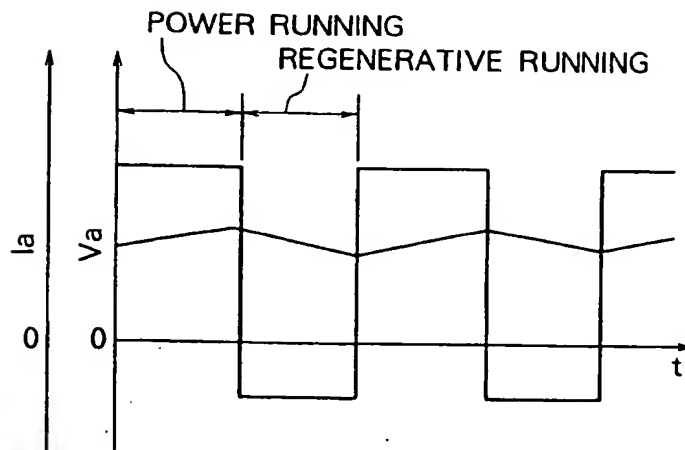 POWER RUNNING
REGENERATIVE RUNNING
Ia
Va
0
0
t